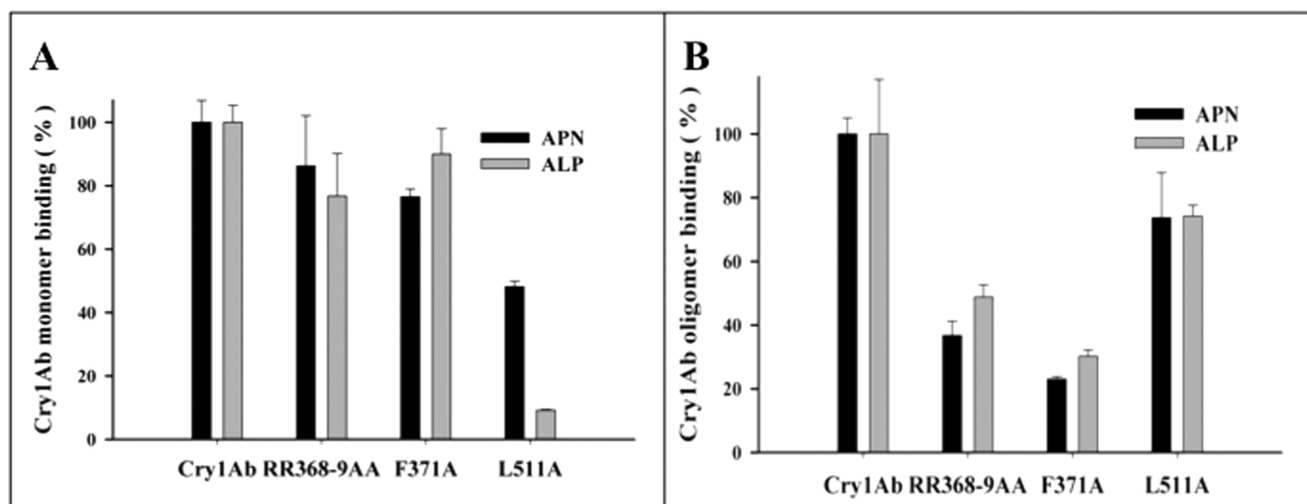 A
Cry1Ab monomer binding ( % )
100
80
60
40
20
0
APN
ALP
Cry1Ab RR368-9AA F371A L511A
B
Cry1Ab oligomer binding ( % )
100
80
60
40
20
0
APN
ALP
Cry1Ab RR368-9AA F371A L511A